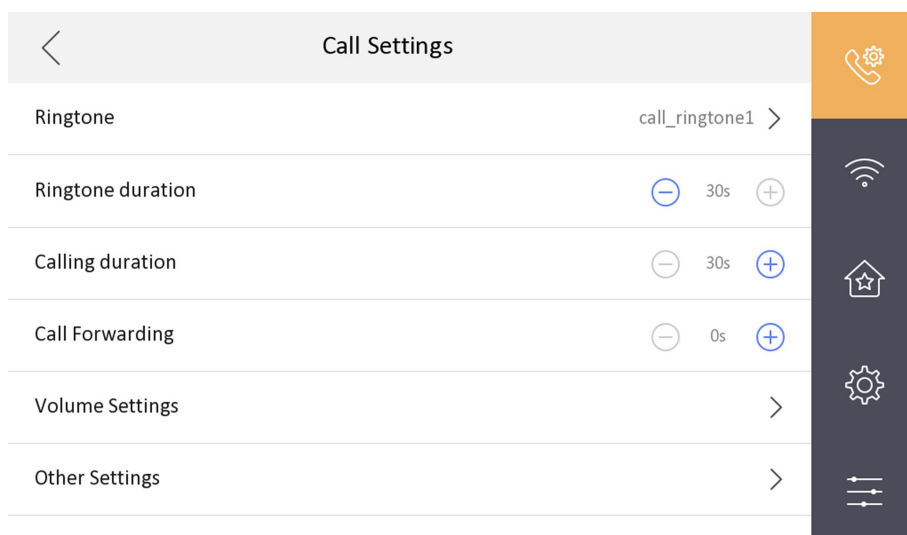 Call Settings
Ringtone call_ringtone1
Ringtone duration 30s
Calling duration 30s
Call Forwarding 0s
Volume Settings
Other Settings